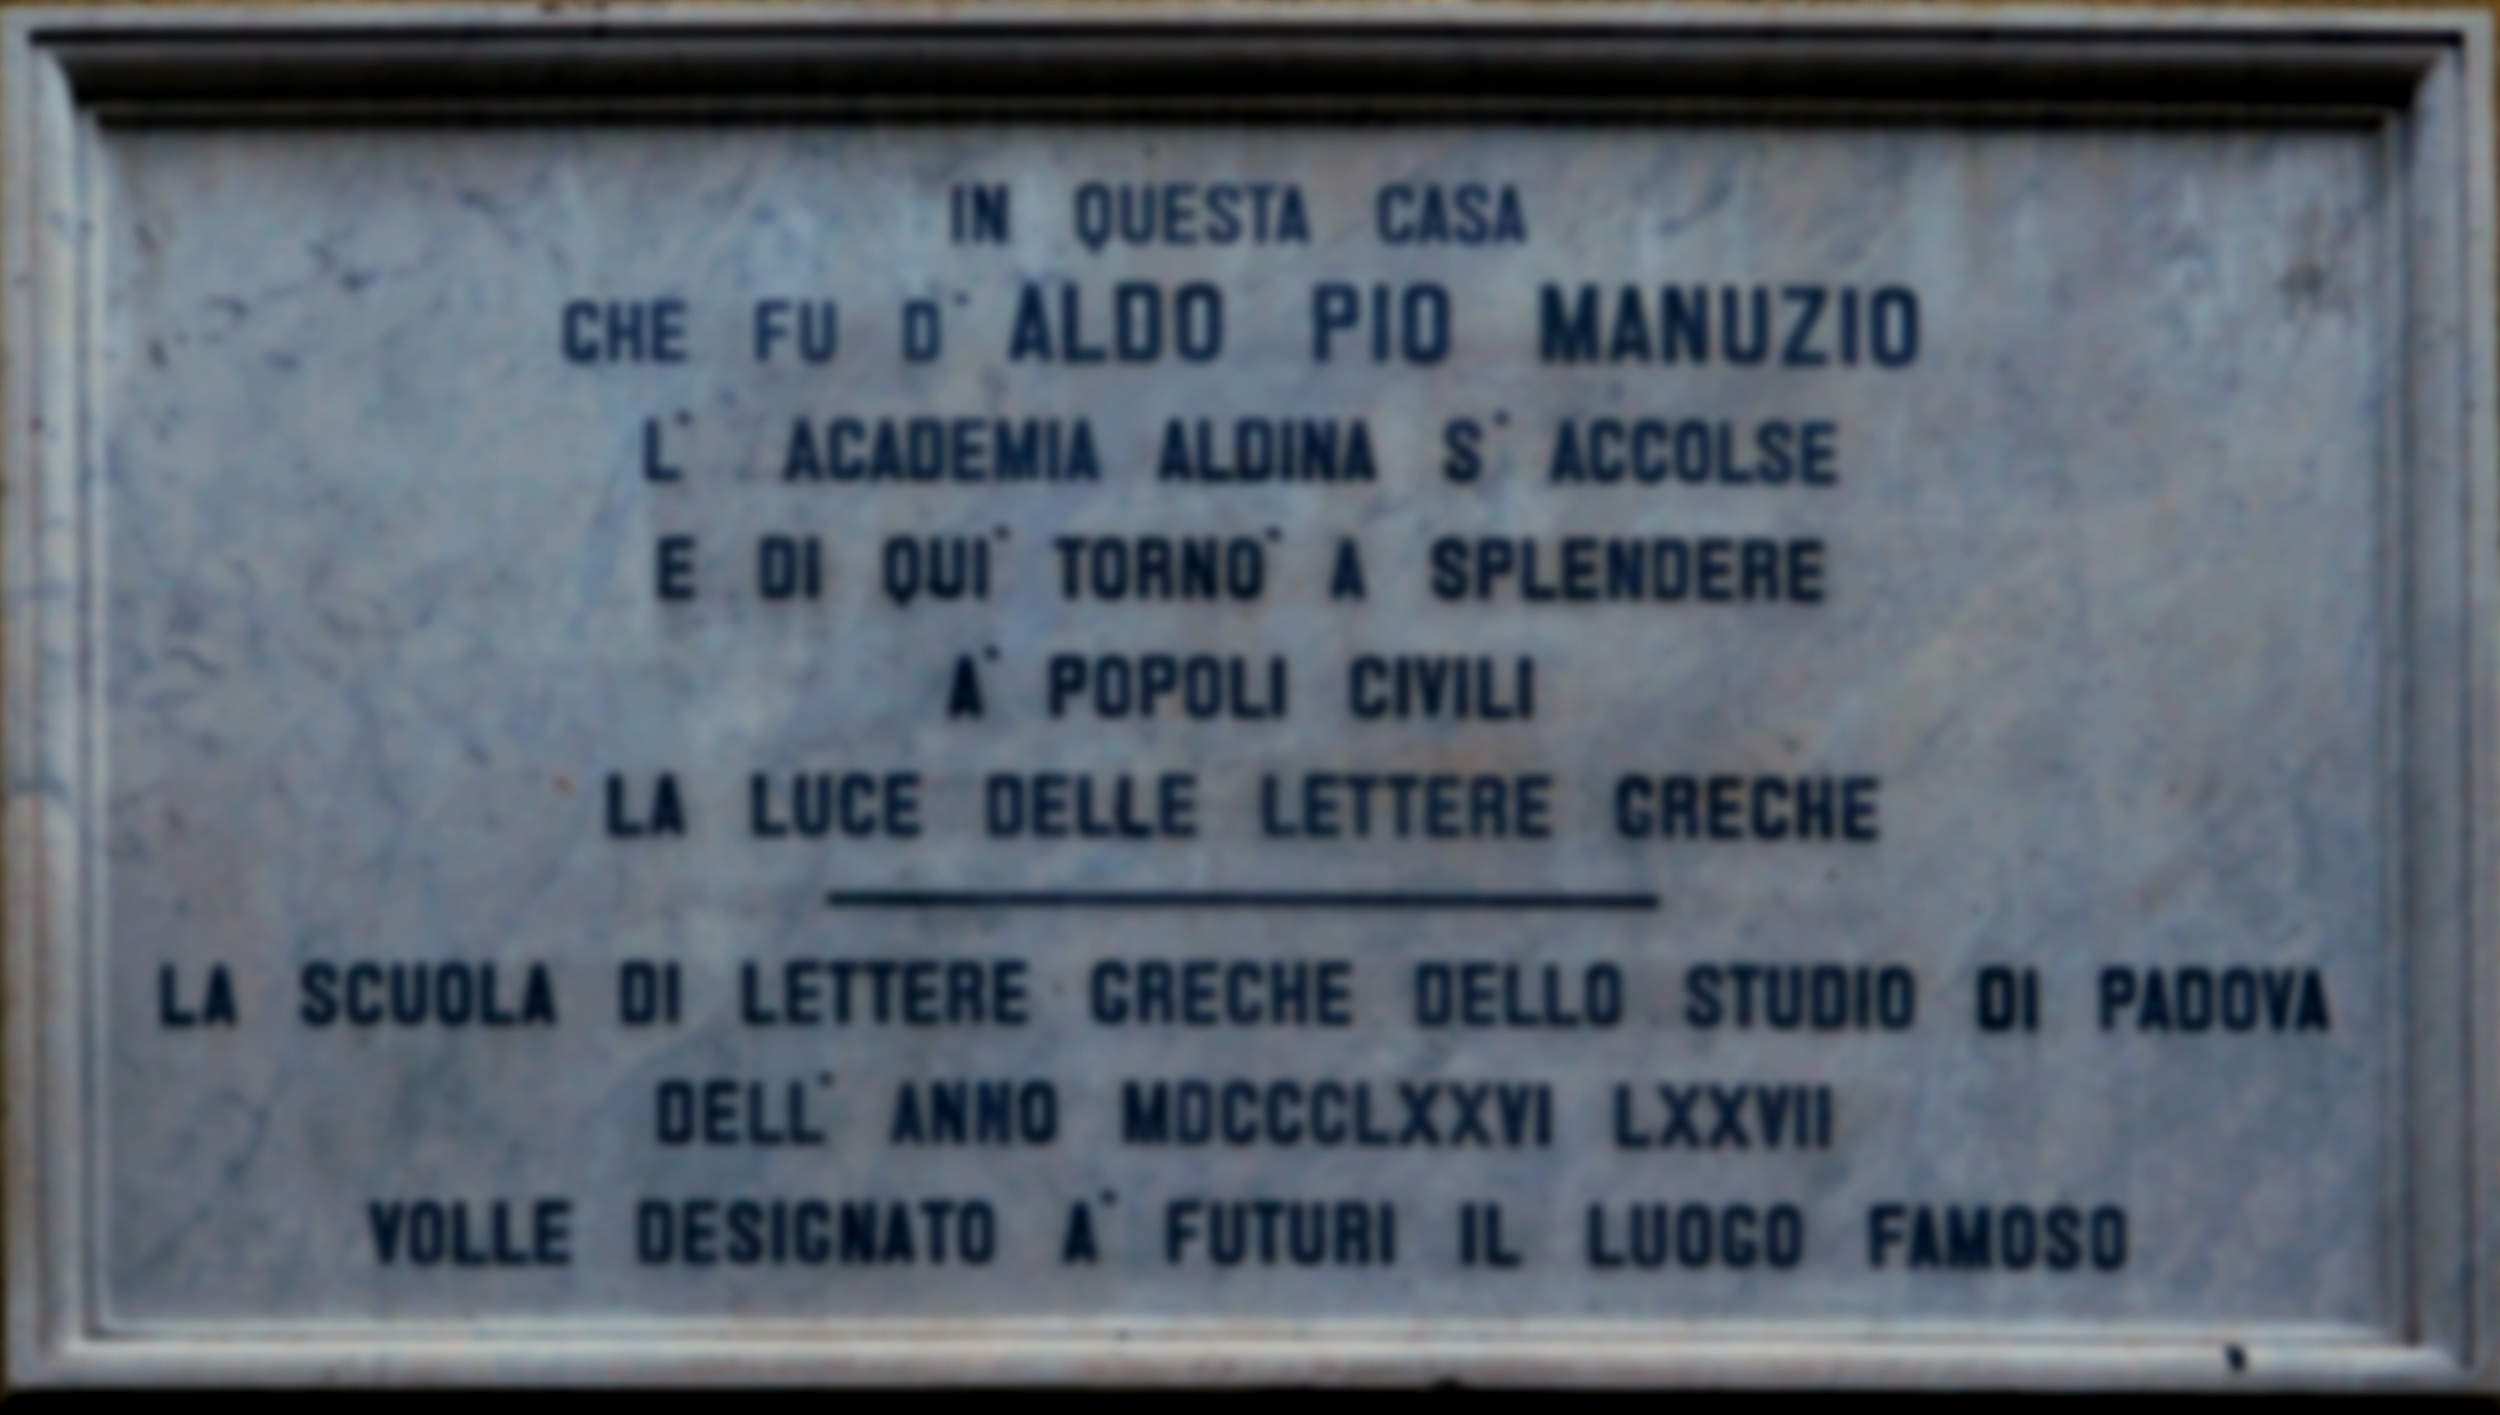 IN QUESTA CASA
CHE FU D' ALDO PIO MANUZIO
L' ACADEMIA ALDINA S' ACCOLSE
E DI QUI' TORNO' A SPLENDERE
A' POPOLI CIVILI
LA LUCE DELLE LETTERE GRECHE
LA SCUOLA DI LETTERE GRECHE DELLO STUDIO DI PADOVA
DELL' ANNO MDCCCLXXVI LXXVII
VOLLE DESIGNATO A' FUTURI IL LUOGO FAMOSO